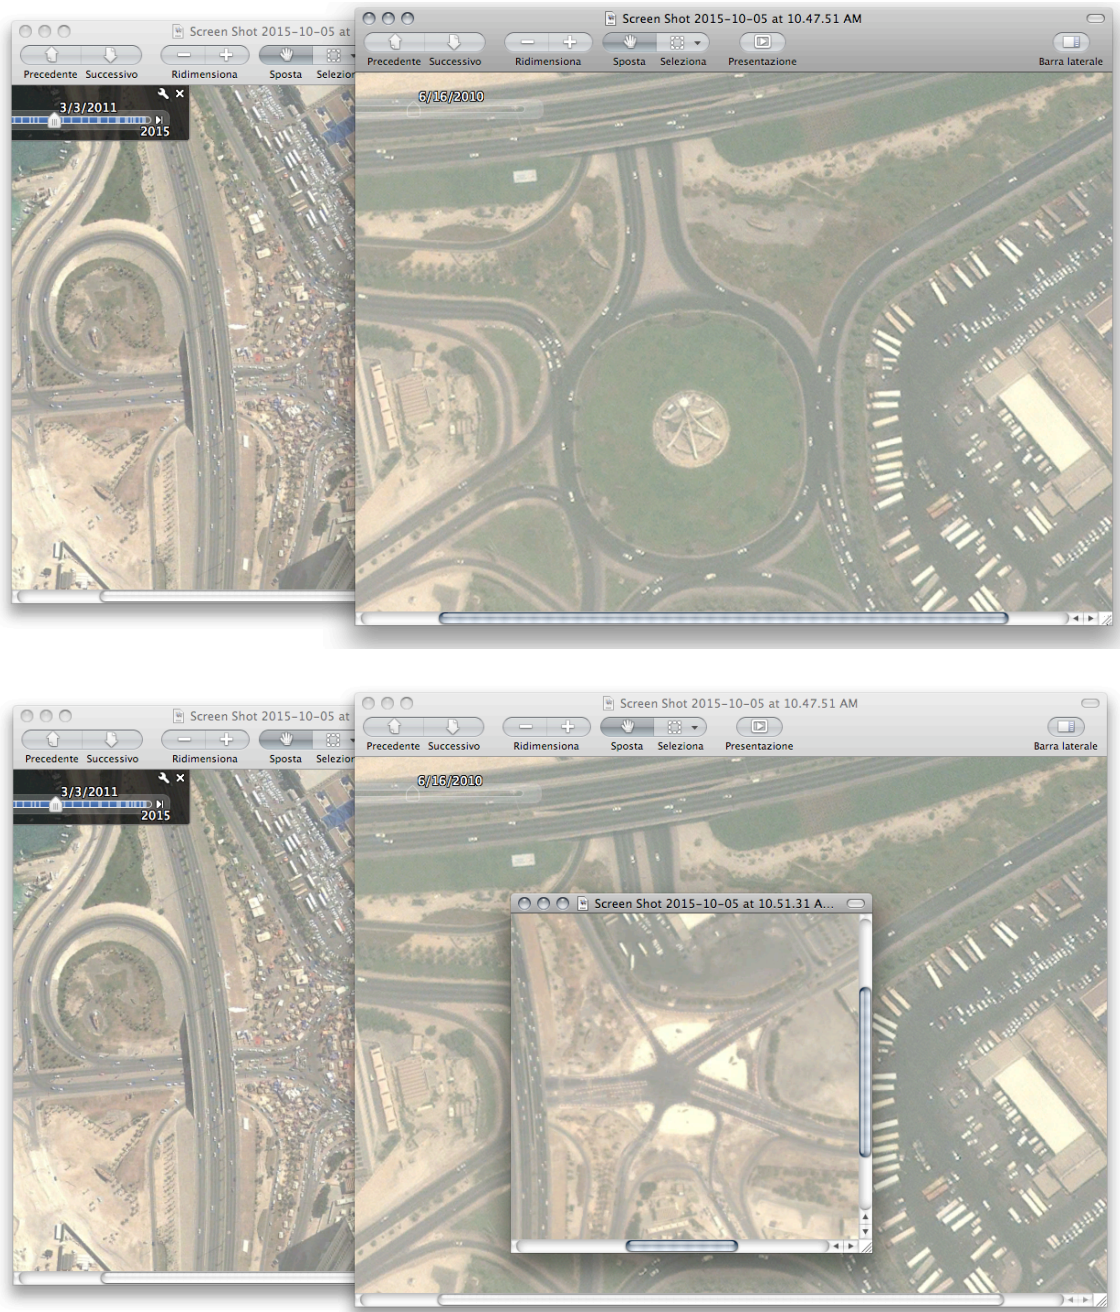 Screen Shot 2015-10-05 at
Precedente Successivo Ridimensiona Sposta Selezion
3/3/2011
2015
Screen Shot 2015-10-05 at 10.47.51 AM
Precedente Successivo Ridimensiona Sposta Seleziona Presentazione Barra laterale
6/16/2010
Screen Shot 2015-10-05 at
Precedente Successivo Ridimensiona Sposta Selezior
3/3/2011
2015
Screen Shot 2015-10-05 at 10.47.51 AM
Precedente Successivo Ridimensiona Sposta Seleziona Presentazione Barra laterale
6/16/2010
Screen Shot 2015-10-05 at 10.51.31 A...